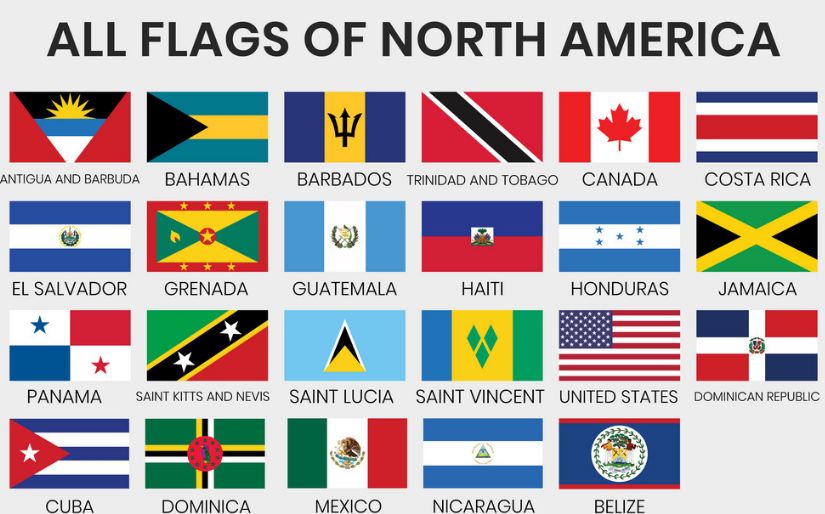 ALL FLAGS OF NORTH AMERICA
ANTIGUA AND BARBUDA
BAHAMAS
BARBADOS
TRINIDAD AND TOBAGO
CANADA
COSTA RICA
EL SALVADOR
GRENADA
GUATEMALA
HAITI
HONDURAS
JAMAICA
PANAMA
SAINT KITTS AND NEVIS
SAINT LUCIA
SAINT VINCENT
UNITED STATES
DOMINICAN REPUBLIC
CUBA
DOMINICA
MEXICO
NICARAGUA
BELIZE